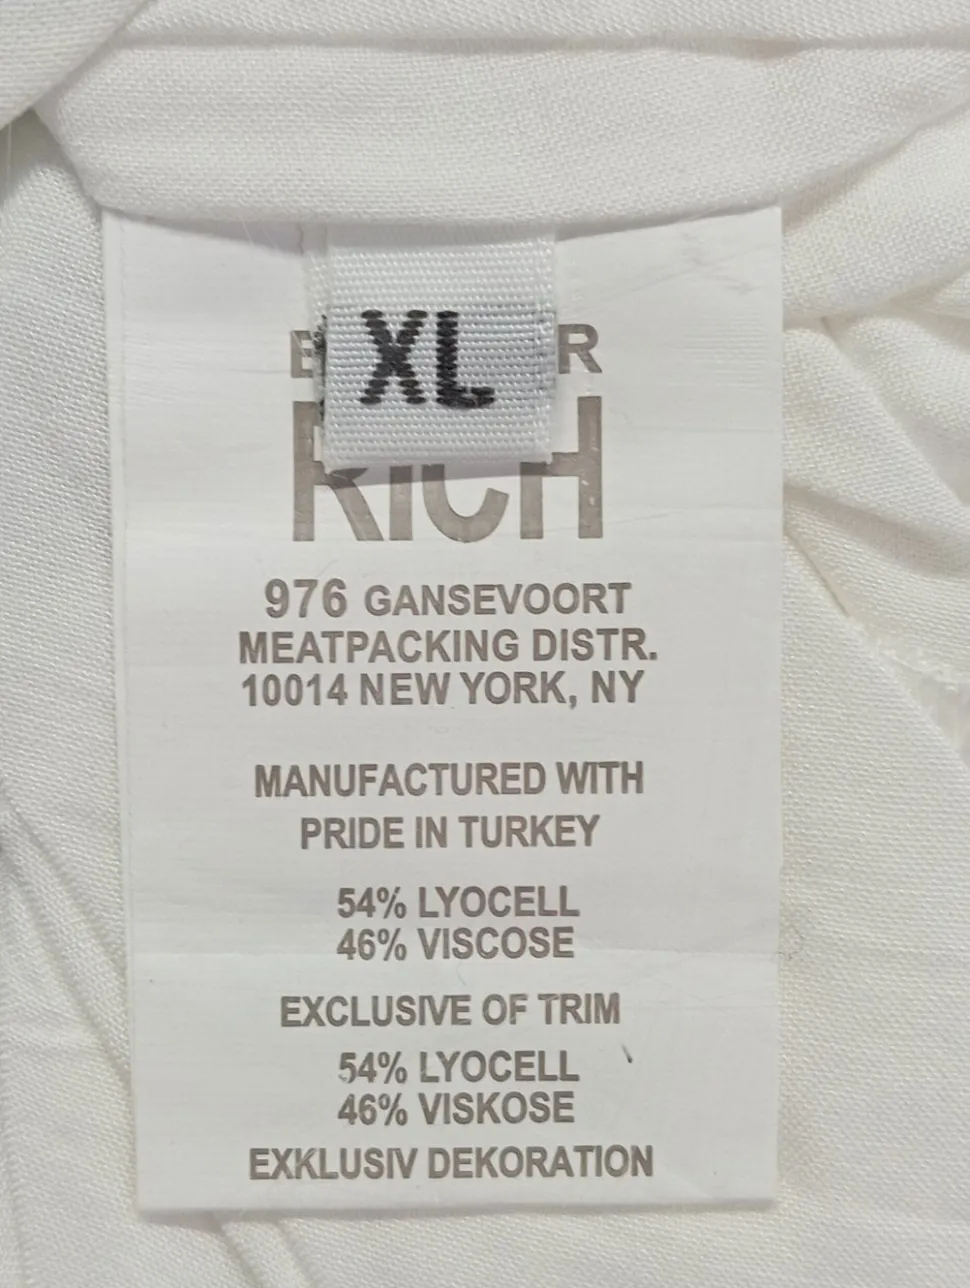 XL
RICH
976 GANSEVOORT
MEATPACKING DISTR.
10014 NEW YORK, NY
MANUFACTURED WITH
PRIDE IN TURKEY
54% LYOCELL
46% VISCOSE
EXCLUSIVE OF TRIM
54% LYOCELL
46% VISKOSE
EXKLUSIV DEKORATION